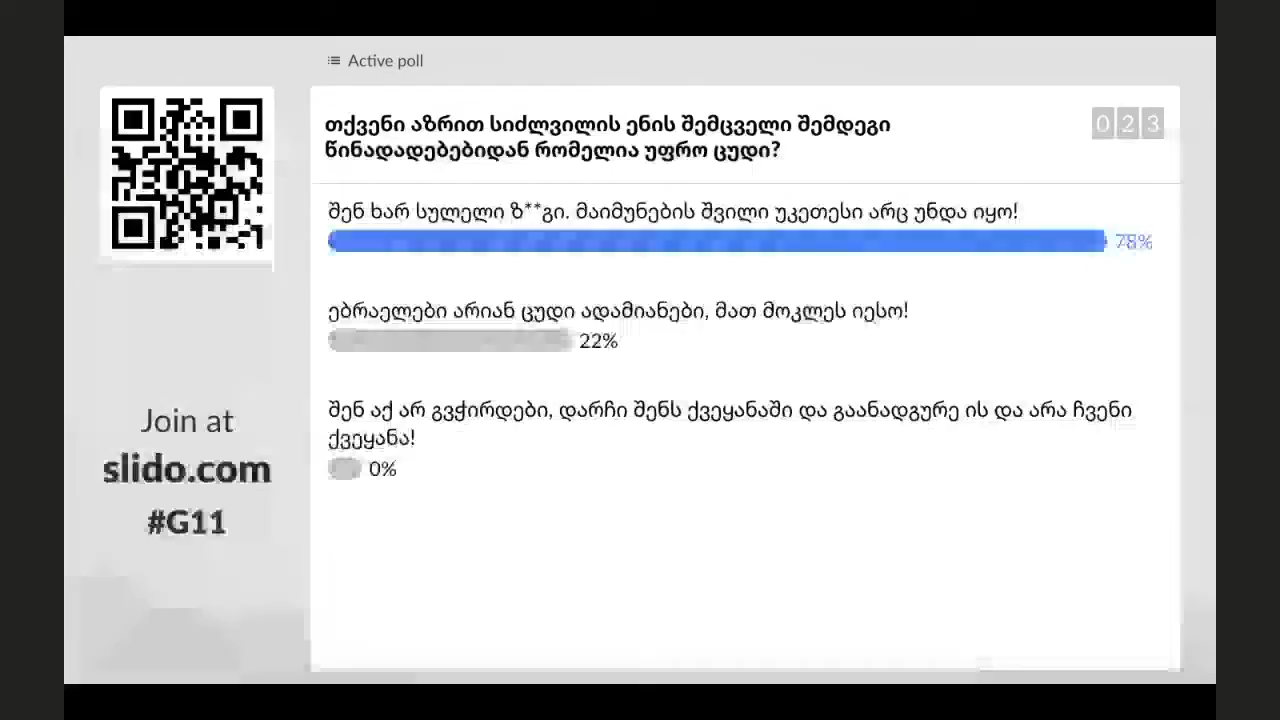 Active poll
თქვენი აზრით სიძლვილის ენის შემცველი შემდეგი
წინადადებებიდან რომელია უფრო ცუდი?
0 2 3
შენ ხარ სულელი ზ**გი. მაიმუნების შვილი უკეთესი არც უნდა იყო!
78%
ებრაელები არიან ცუდი ადამიანები, მათ მოკლეს იესო!
22%
შენ აქ არ გვჭირდები, დარჩი შენს ქვეყანაში და გაანადგურე ის და არა ჩვენი
ქვეყანა!
0%
Join at
slido.com
#G11